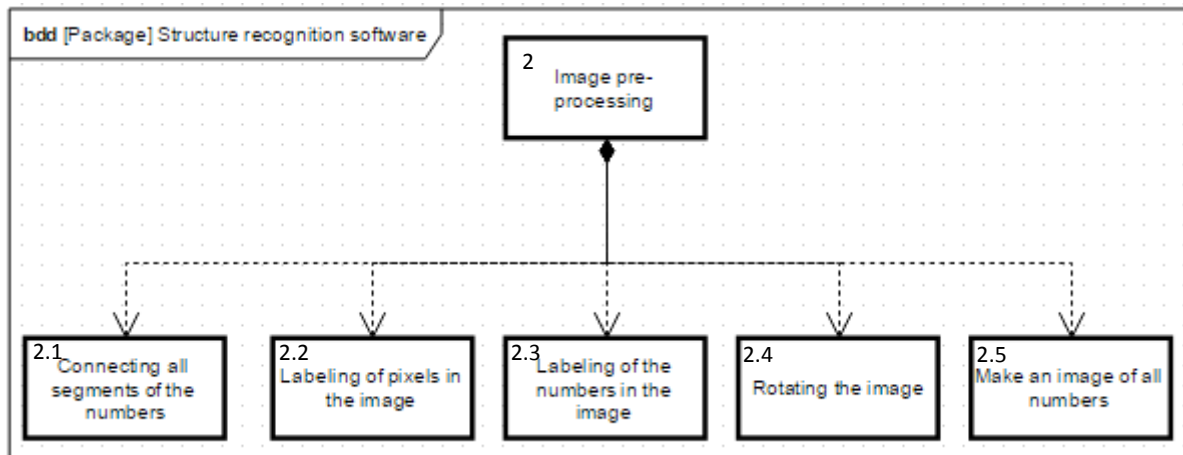 bdd [Package] Structure recognition software
2
Image pre-
processing
2.1
Connecting all
segments of the
numbers
2.2
Labeling of pixels in
the image
2.3
Labeling of the
numbers in the
image
2.4
Rotating the image
2.5
Make an image of all
numbers